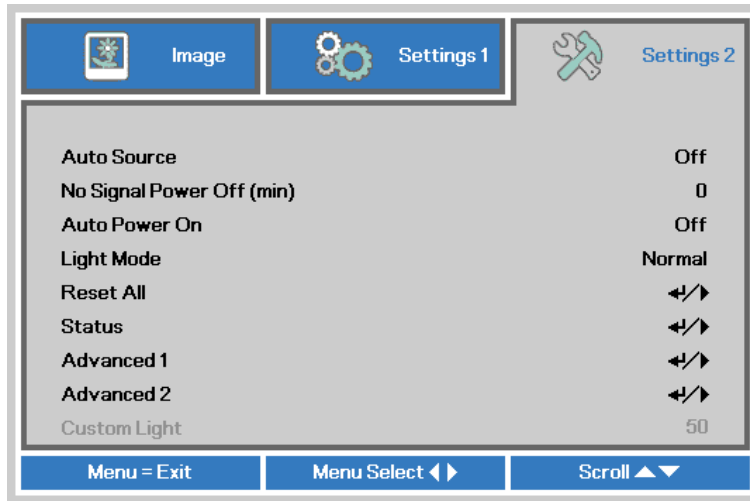 Image Settings 1 Settings 2
Auto Source Off
No Signal Power Off (min) 0
Auto Power On Off
Light Mode Normal
Reset All ↵/▶
Status ↵/▶
Advanced 1 ↵/▶
Advanced 2 ↵/▶
Custom Light 50
Menu = Exit Menu Select ◀▶ Scroll ▲▼